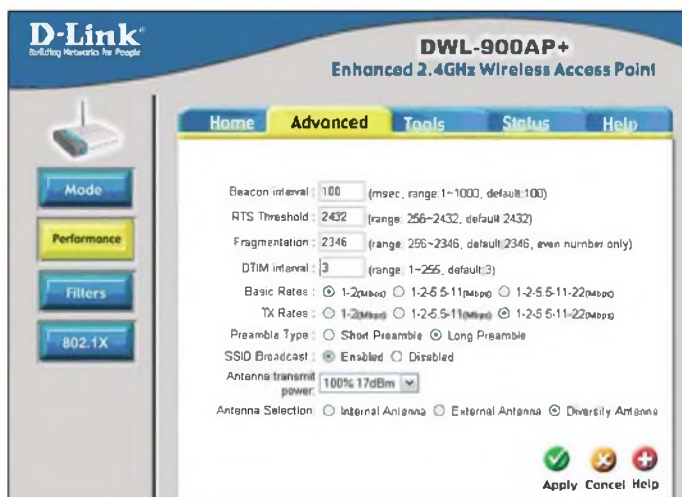 D-Link
Building Networks for People
DWL-900AP+
Enhanced 2.4GHz Wireless Access Point
Home Advanced Tools Status Help
Mode
Performance
Filters
802.1X
Beacon interval : 100 (msec, range:1~1000, default:100)
RTS Threshold : 2432 (range: 256~2432, default:2432)
Fragmentation : 2346 (range: 256~2346, default:2346, even number only)
DTIM interval : 3 (range: 1~255, default:3)
Basic Rates : 1-2(Mbps) 1-2-5.5-11(Mbps) 1-2-5.5-11-22(Mbps)
TX Rates : 1-2(Mbps) 1-2-5.5-11(Mbps) 1-2-5.5-11-22(Mbps)
Preamble Type : Short Preamble Long Preamble
SSID Broadcast : Enabled Disabled
Antenna transmit
power: 100% 17dBm
Antenna Selection: Internal Antenna External Antenna Diversity Antenna
Apply Cancel Help